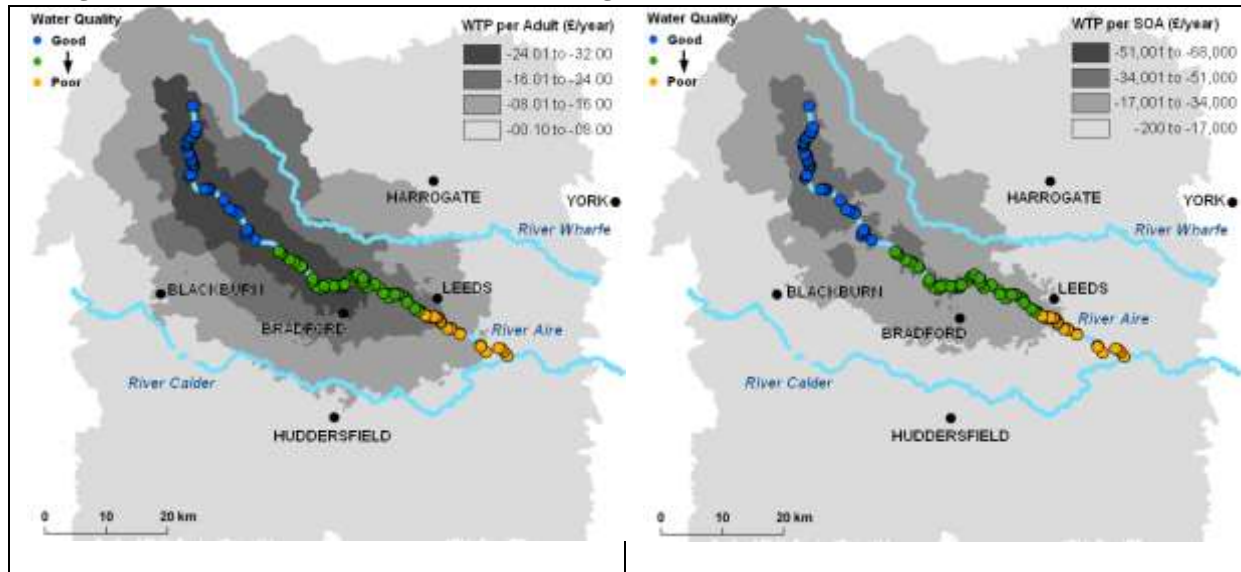 Water Quality
Good
Poor
WTP per Adult (£/year)
-24.01 to -32.00
-16.01 to -24.00
-08.01 to -16.00
-00.10 to -08.00
HARROGATE
YORK
River Wharfe
BLACKBURN
LEEDS
BRADFORD
River Aire
River Calder
HUDDERSFIELD
0 10 20 km
Water Quality
Good
Poor
WTP per SOA (£/year)
-51,001 to -68,000
-34,001 to -51,000
-17,001 to -34,000
-200 to -17,000
HARROGATE
YORK
River Wharfe
BLACKBURN
LEEDS
BRADFORD
River Aire
River Calder
HUDDERSFIELD
0 10 20 km